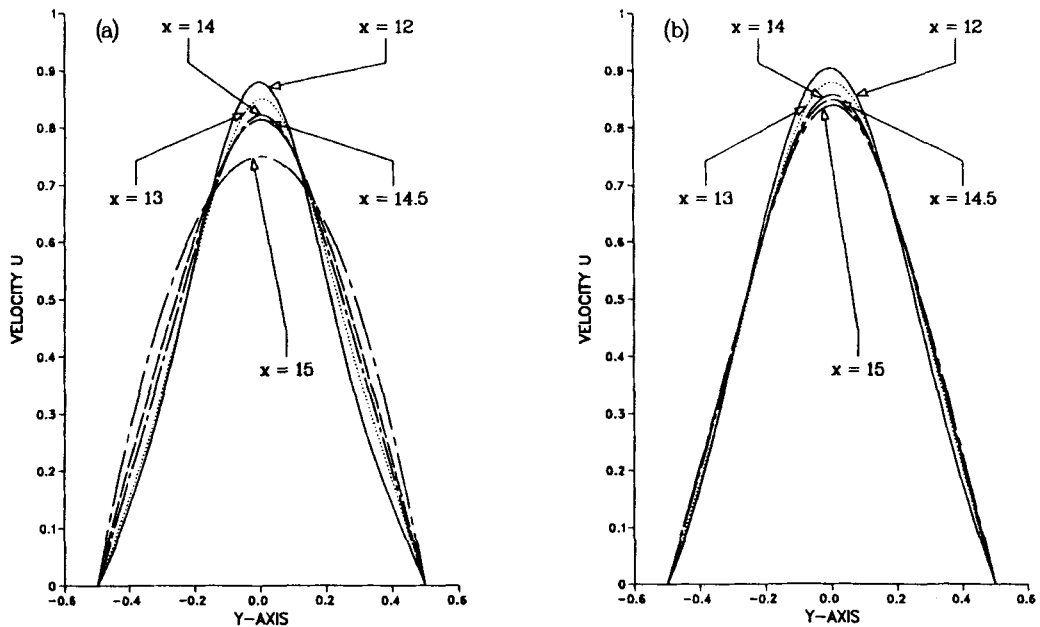 (a)
x = 14
x = 12
x = 13
x = 14.5
x = 15
VELOCITY U
1
0.9
0.8
0.7
0.6
0.5
0.4
0.3
0.2
0.1
0
-0.6
-0.4
-0.2
0.0
0.2
0.4
0.6
Y-AXIS
(b)
x = 14
x = 12
x = 13
x = 14.5
x = 15
VELOCITY U
1
0.9
0.8
0.7
0.6
0.5
0.4
0.3
0.2
0.1
0
-0.6
-0.4
-0.2
0.0
0.2
0.4
0.6
Y-AXIS